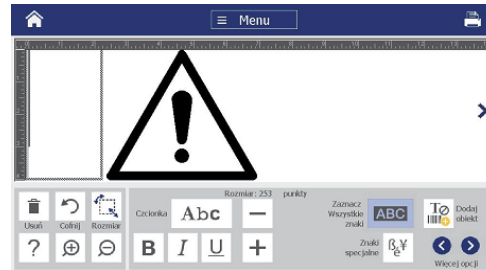 ≡ Menu
Rozmiar: 253 punkty
Usuń
Cofnij
Rozmiar
Czcionka
Abc
Zaznacz
Wszystkie
znaki
ABC
Dodaj
obiekt
?
B
I
U
Znaki
specjalne
Więcej opcji